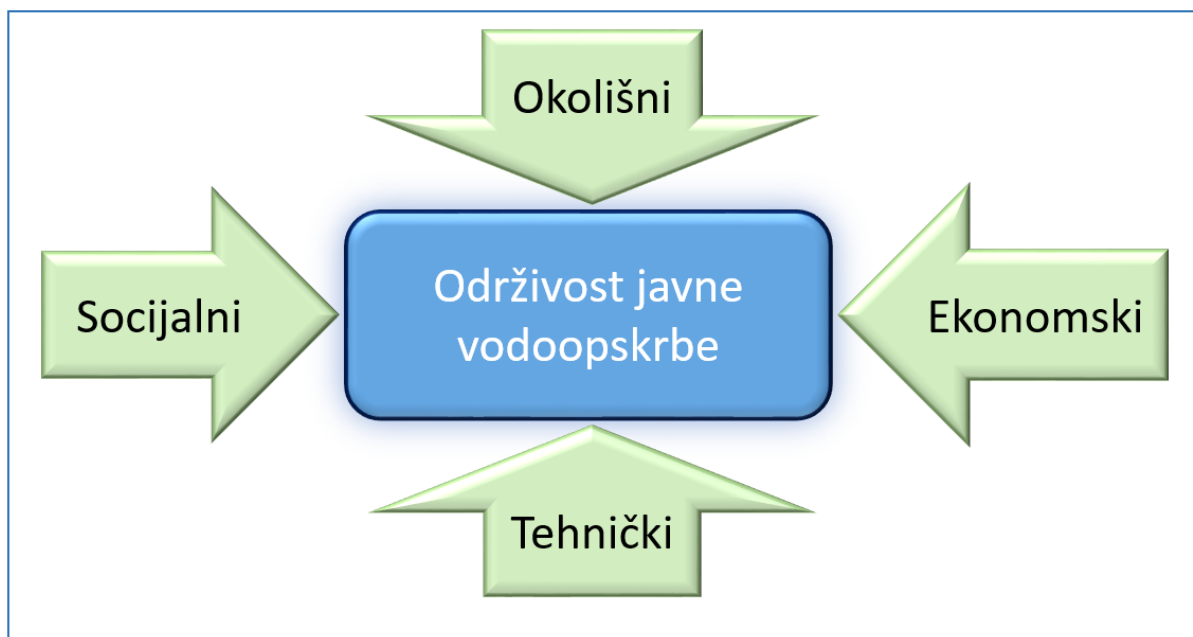 Okolišni
Socijalni
Održivost javne
vodoopskrbe
Ekonomski
Tehnički